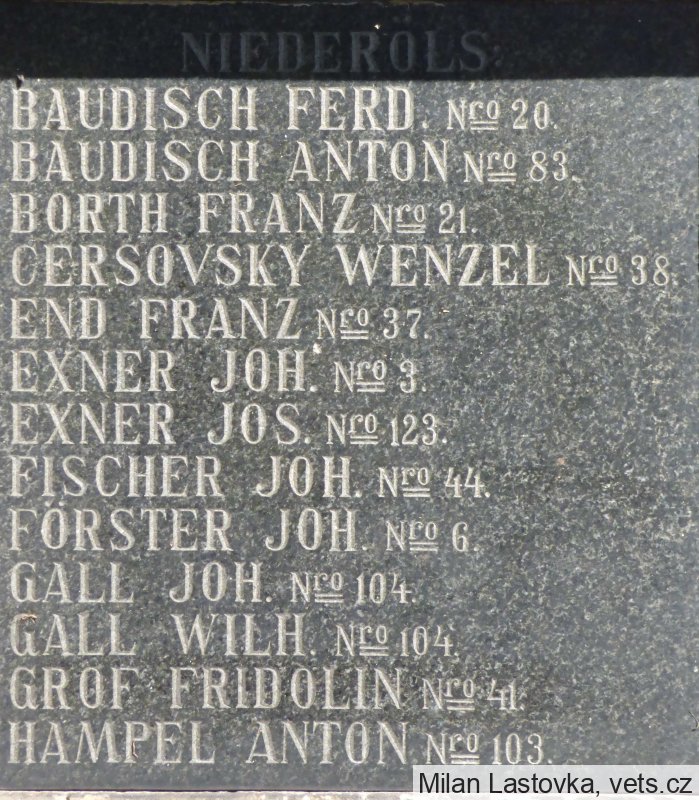 NIEDERÖLS:
BAUDISCH FERD. Nro 20.
BAUDISCH ANTON Nro 83.
BORTH FRANZ Nro 21.
CERSOVSKY WENZEL Nro 38.
END FRANZ Nro 37.
EXNER JOH. Nro 3.
EXNER JOS. Nro 123.
FISCHER JOH. Nro 44.
FÖRSTER JOH. Nro 6.
GALL JOH. Nro 104.
GALL WILH. Nro 104.
GROF FRIDOLIN Nro 41.
HAMPEL ANTON Nro 103.
Milan Lastovka, vets.cz